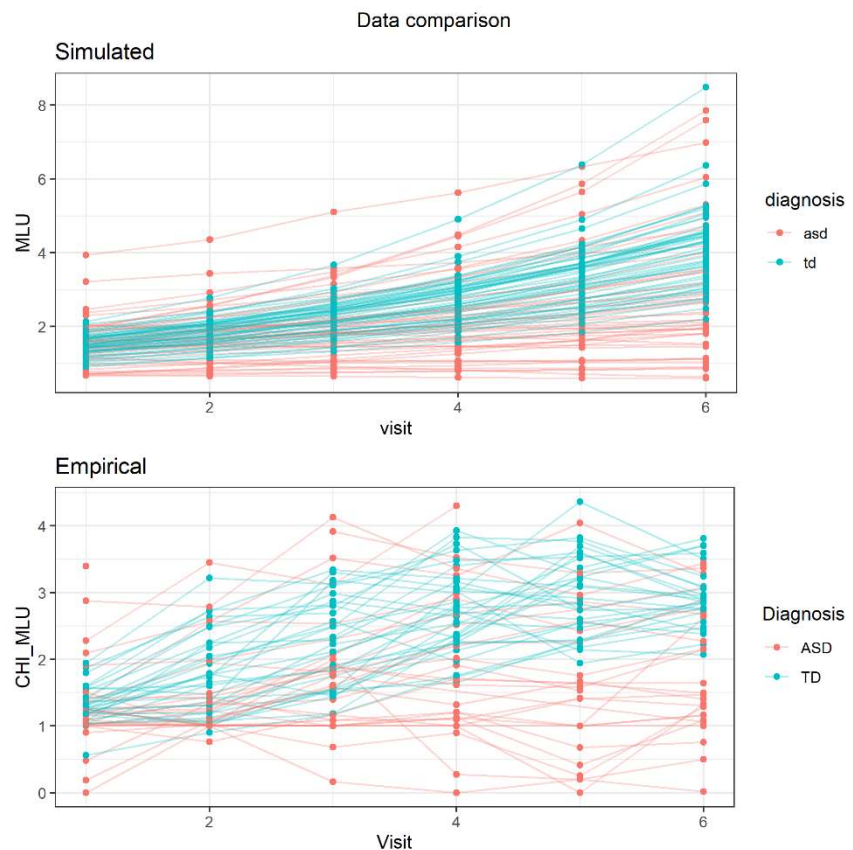 Data comparison
Simulated
8
6
4
2
MLU
2
4
6
visit
diagnosis
asd
td
Empirical
4
3
2
1
0
CHI_MLU
2
4
6
Visit
Diagnosis
ASD
TD